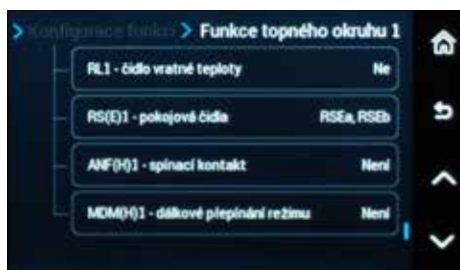 Konfigurace funkcí > Funkce topného okruhu 1
RL1 - čidlo vratné teploty Ne
RS(E)1 - pokojová čidla RSEa, RSEb
ANF(H)1 - spínací kontakt Není
MDM(H)1 - dálkové přepínání režimu Není